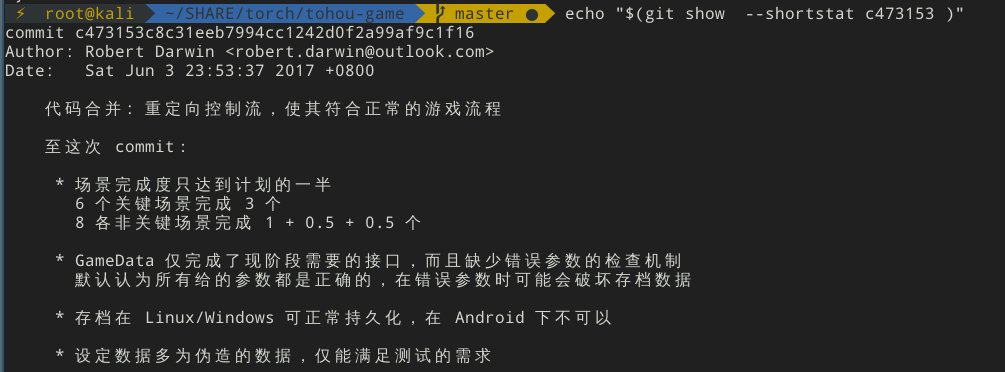 ⚡ root@kali ~/SHARE/torch/tohou-game master ● echo "$(git show --shortstat c473153 )"
commit c473153c8c31eeb7994cc1242d0f2a99af9c1f16
Author: Robert Darwin <robert.darwin@outlook.com>
Date: Sat Jun 3 23:53:37 2017 +0800
代码合并：重定向控制流，使其符合正常的游戏流程
至这次 commit：
* 场景完成度只达到计划的一半
6 个关键场景完成 3 个
8 各非关键场景完成 1 + 0.5 + 0.5 个
* GameData 仅完成了现阶段需要的接口，而且缺少错误参数的检查机制
默认认为所有给的参数都是正确的，在错误参数时可能会破坏存档数据
* 存档在 Linux/Windows 可正常持久化，在 Android 下不可以
* 设定数据多为伪造的数据，仅能满足测试的需求